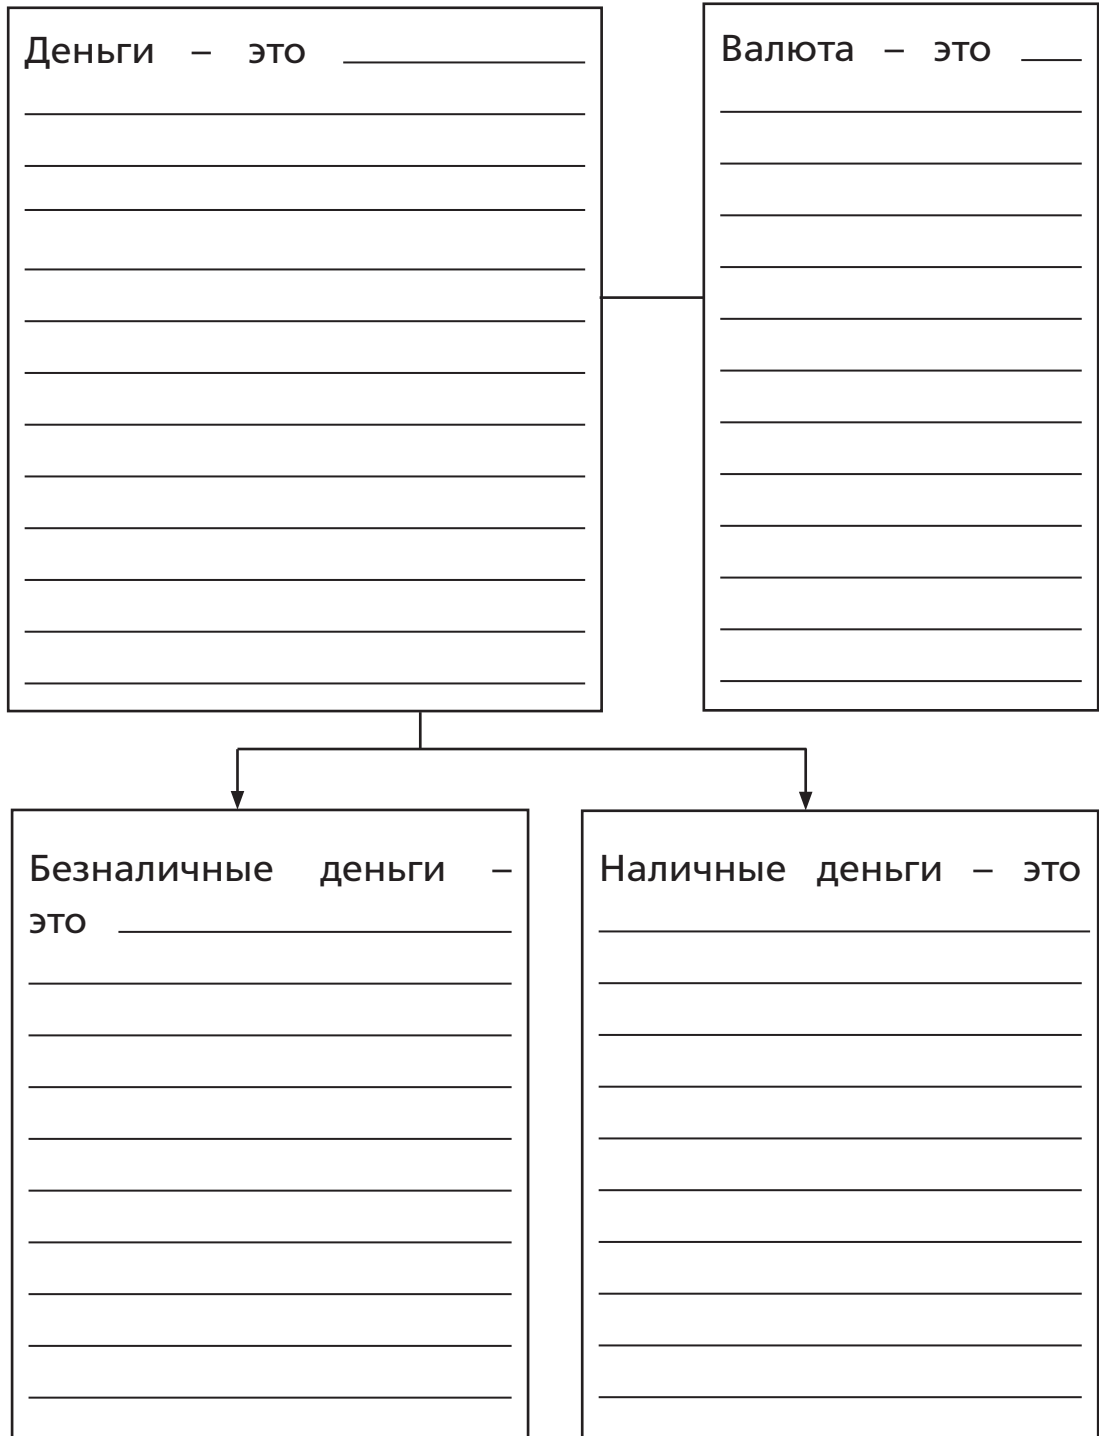 Деньги – это
Валюта – это
Безналичные деньги –
это
Наличные деньги – это